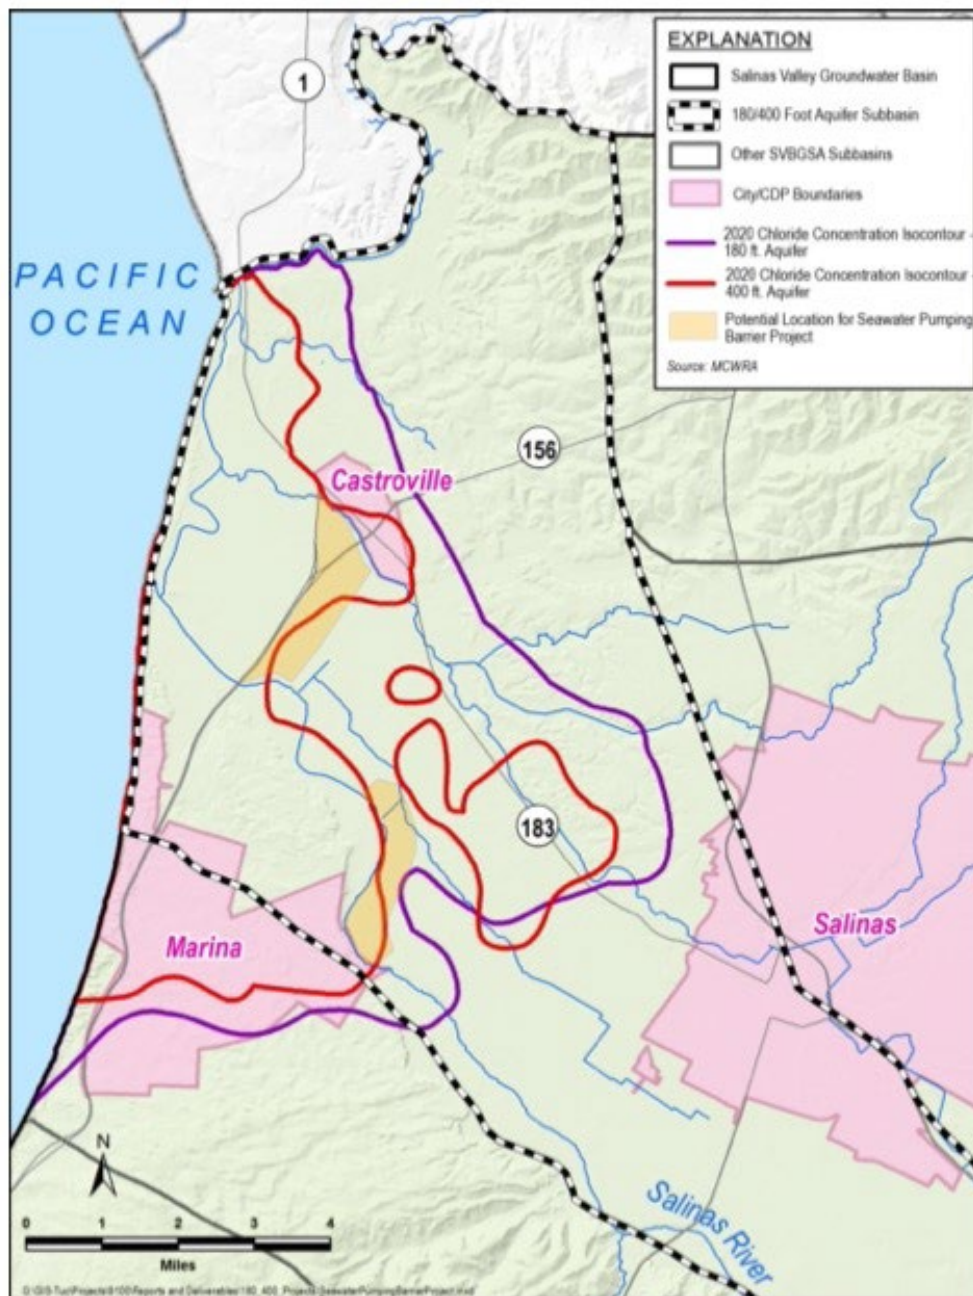 EXPLANATION
Salinas Valley Groundwater Basin
180/400 Foot Aquifer Subbasin
Other SVBGSA Subbasins
City/CDP Boundaries
2020 Chloride Concentration Isocontour -
180 ft. Aquifer
2020 Chloride Concentration Isocontour -
400 ft. Aquifer
Potential Location for Seawater Pumping
Barrier Project
Source: MCWRA
1
PACIFIC
OCEAN
156
Castroville
183
Marina
Salinas
Salinas River
N
0 1 2 3 4
Miles